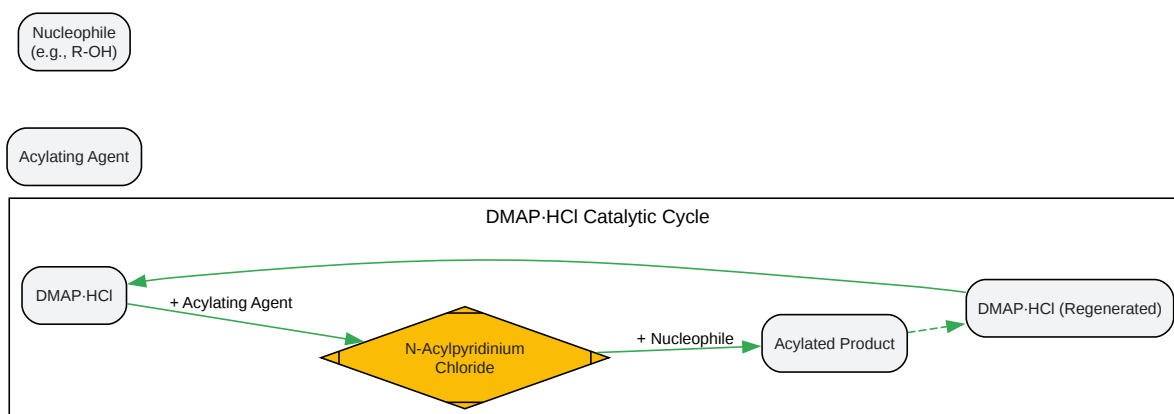 Nucleophile
(e.g., R-OH)
Acylating Agent
DMAP·HCl Catalytic Cycle
DMAP·HCl
+ Acylating Agent
N-Acylpyridinium
Chloride
+ Nucleophile
Acylated Product
DMAP·HCl (Regenerated)